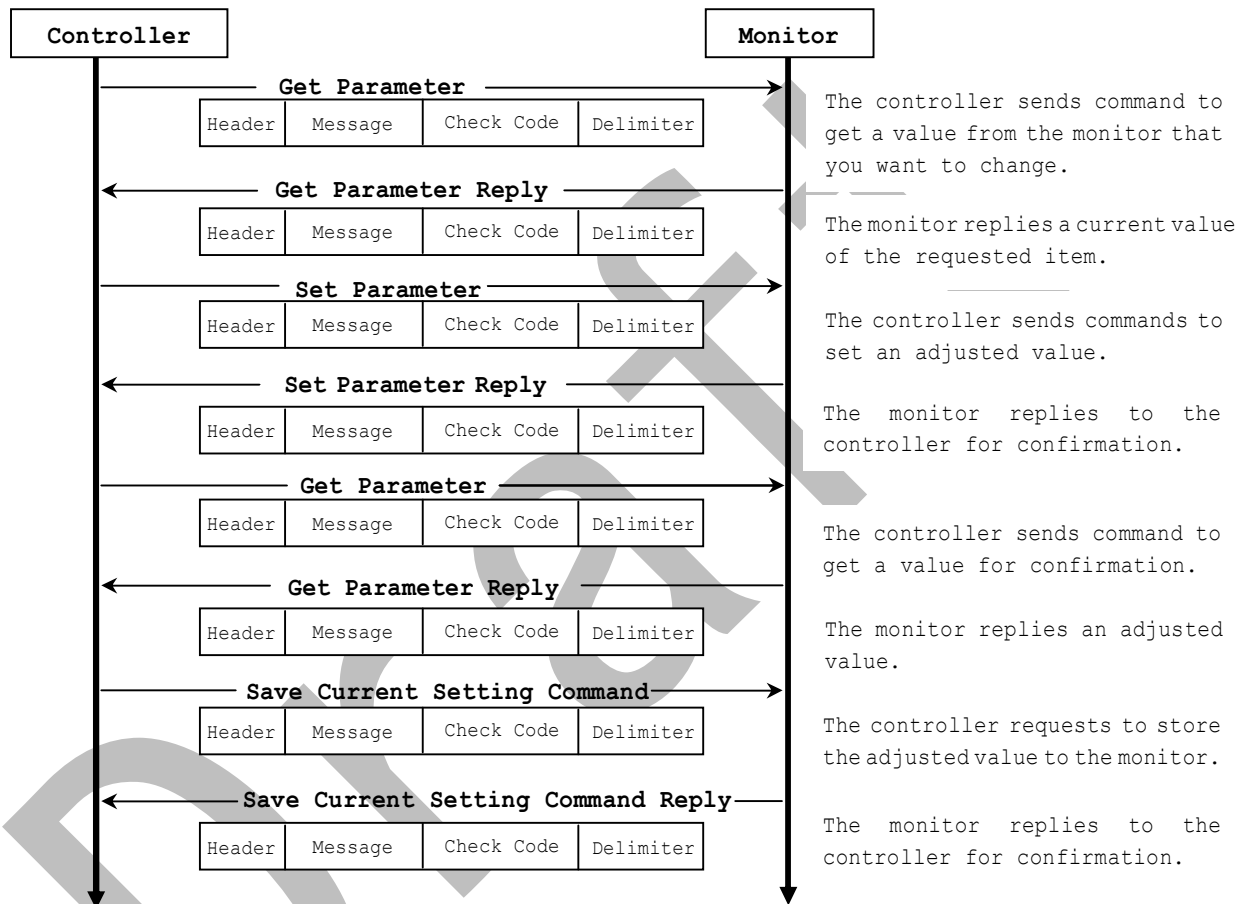 Controller
Monitor
Get Parameter
Header Message Check Code Delimiter
The controller sends command to
get a value from the monitor that
you want to change.
Get Parameter Reply
Header Message Check Code Delimiter
The monitor replies a current value
of the requested item.
Set Parameter
Header Message Check Code Delimiter
The controller sends commands to
set an adjusted value.
Set Parameter Reply
Header Message Check Code Delimiter
The monitor replies to the
controller for confirmation.
Get Parameter
Header Message Check Code Delimiter
The controller sends command to
get a value for confirmation.
Get Parameter Reply
Header Message Check Code Delimiter
The monitor replies an adjusted
value.
Save Current Setting Command
Header Message Check Code Delimiter
The controller requests to store
the adjusted value to the monitor.
Save Current Setting Command Reply
Header Message Check Code Delimiter
The monitor replies to the
controller for confirmation.
Draft